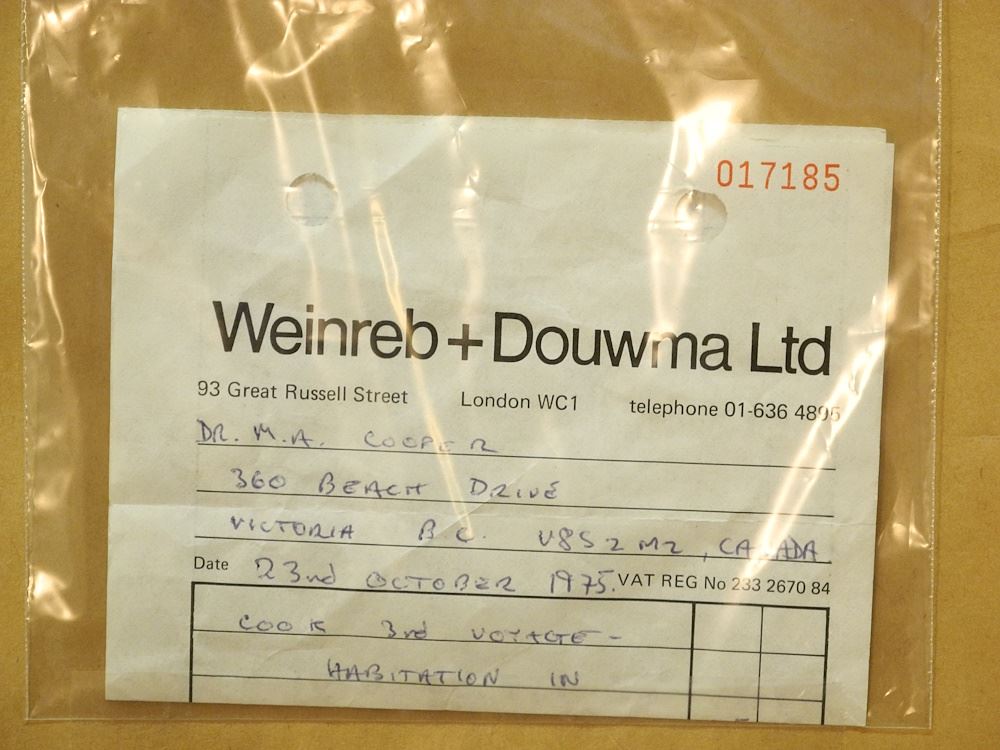 017185
Weinreb + Douwma Ltd
93 Great Russell Street London WC1 telephone 01-636 4895
DR. M.A. COOPER
360 BEACH DRIVE
VICTORIA B.C. V8S 2M2, CANADA
Date 23rd OCTOBER 1975. VAT REG No 233 2670 84
COOK 3rd VOYAGE-
HABITATION IN